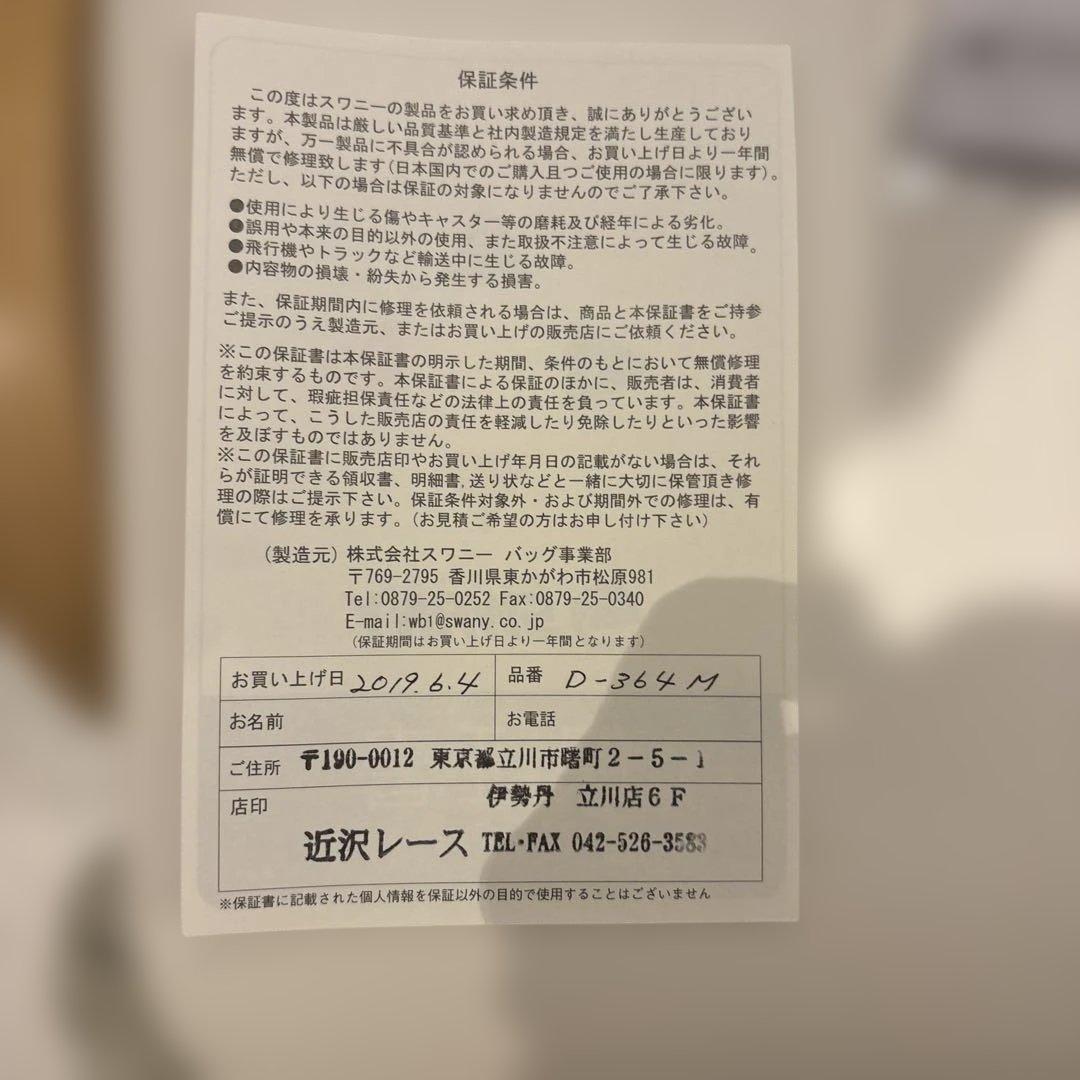 保証条件
この度はスワニーの製品をお買い求め頂き、誠にありがとうござい
ます。本製品は厳しい品質基準と社内製造規定を満たし生産しており
ますが、万一製品に不具合が認められる場合、お買い上げ日より一年間
無償で修理致します(日本国内でのご購入且つご使用の場合に限ります)。
ただし、以下の場合は保証の対象になりませんのでご了承下さい。
●使用により生じる傷やキャスター等の磨耗及び経年による劣化。
●誤用や本来の目的以外の使用、また取扱不注意によって生じる故障。
●飛行機やトラックなど輸送中に生じる故障。
●内容物の損壊・紛失から発生する損害。
また、保証期間内に修理を依頼される場合は、商品と本保証書をご持参
ご提示のうえ製造元、またはお買い上げの販売店にご依頼ください。
※この保証書は本保証書の明示した期間、条件のもとにおいて無償修理
を約束するものです。本保証書による保証のほかに、販売者は、消費者
に対して、瑕疵担保責任などの法律上の責任を負っています。本保証書
によって、こうした販売店の責任を軽減したり免除したりといった影響
を及ぼすものではありません。
※この保証書に販売店印やお買い上げ年月日の記載がない場合は、それ
らが証明できる領収書、明細書,送り状などと一緒に大切に保管頂き修
理の際はご提示下さい。保証条件対象外・および期間外での修理は、有
償にて修理を承ります。(お見積ご希望の方はお申し付け下さい)
(製造元) 株式会社スワニー バッグ事業部
〒769-2795 香川県東かがわ市松原981
Tel:0879-25-0252 Fax:0879-25-0340
E-mail:wb1@swany.co.jp
(保証期間はお買い上げ日より一年間となります)
お買い上げ日 2019.6.4 品番 D-364M
お名前 お電話
ご住所 〒190-0012 東京都立川市曙町2-5-1
店印 伊勢丹 立川店6F
近沢レース TEL・FAX 042-526-3583
※保証書に記載された個人情報を保証以外の目的で使用することはございません